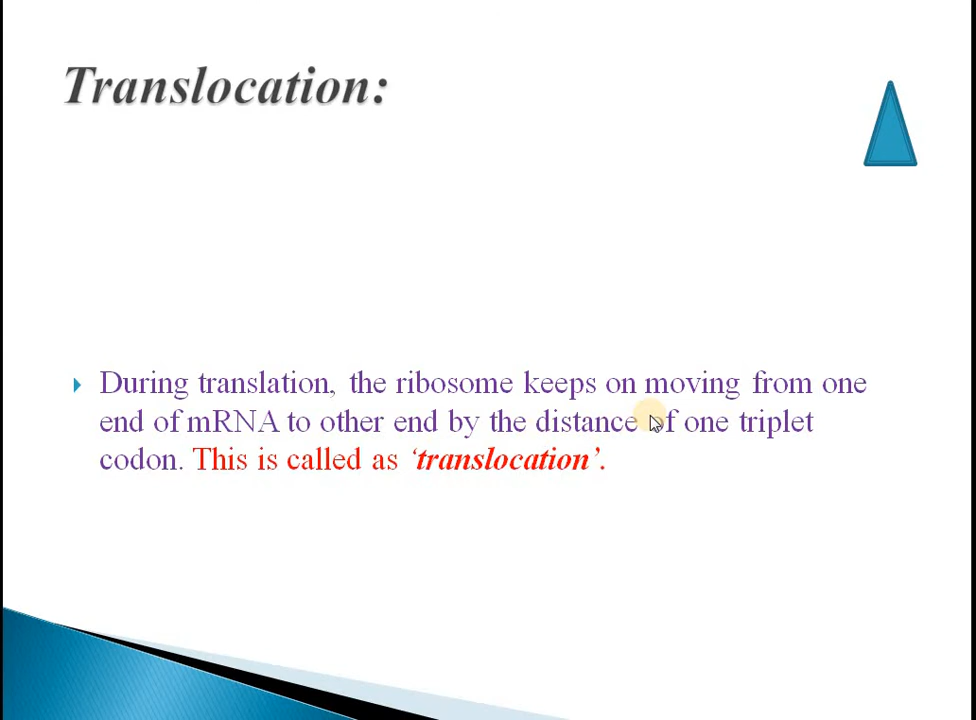 Translocation:
During translation, the ribosome keeps on moving from one
end of mRNA to other end by the distance of one triplet
codon. This is called as ‘translocation’.